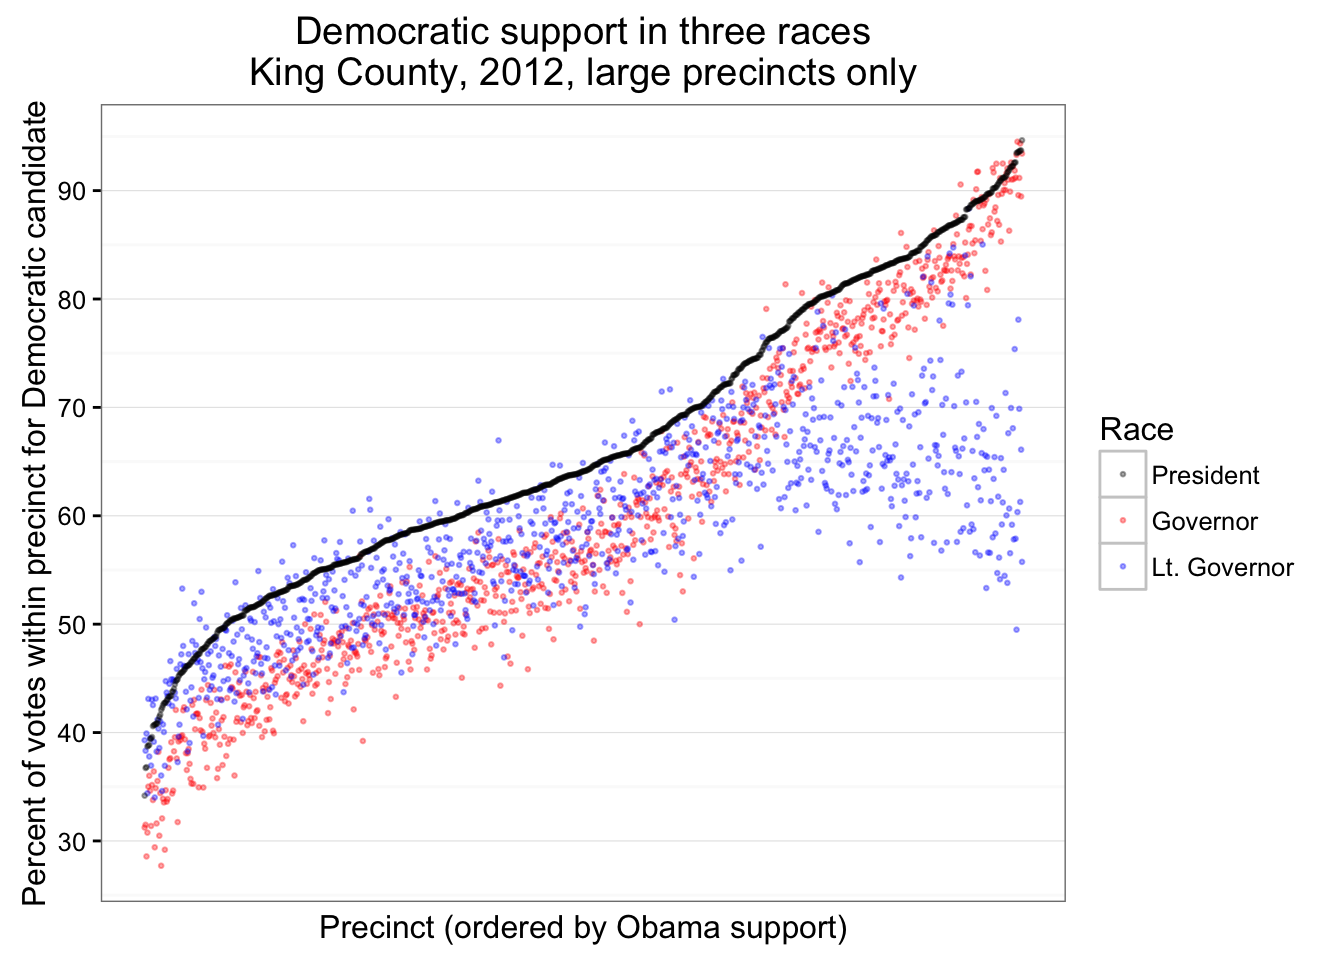 Democratic support in three races
King County, 2012, large precincts only
Percent of votes within precinct for Democratic candidate
90
80
70
60
50
40
30
Precinct (ordered by Obama support)
Race
President
Governor
Lt. Governor